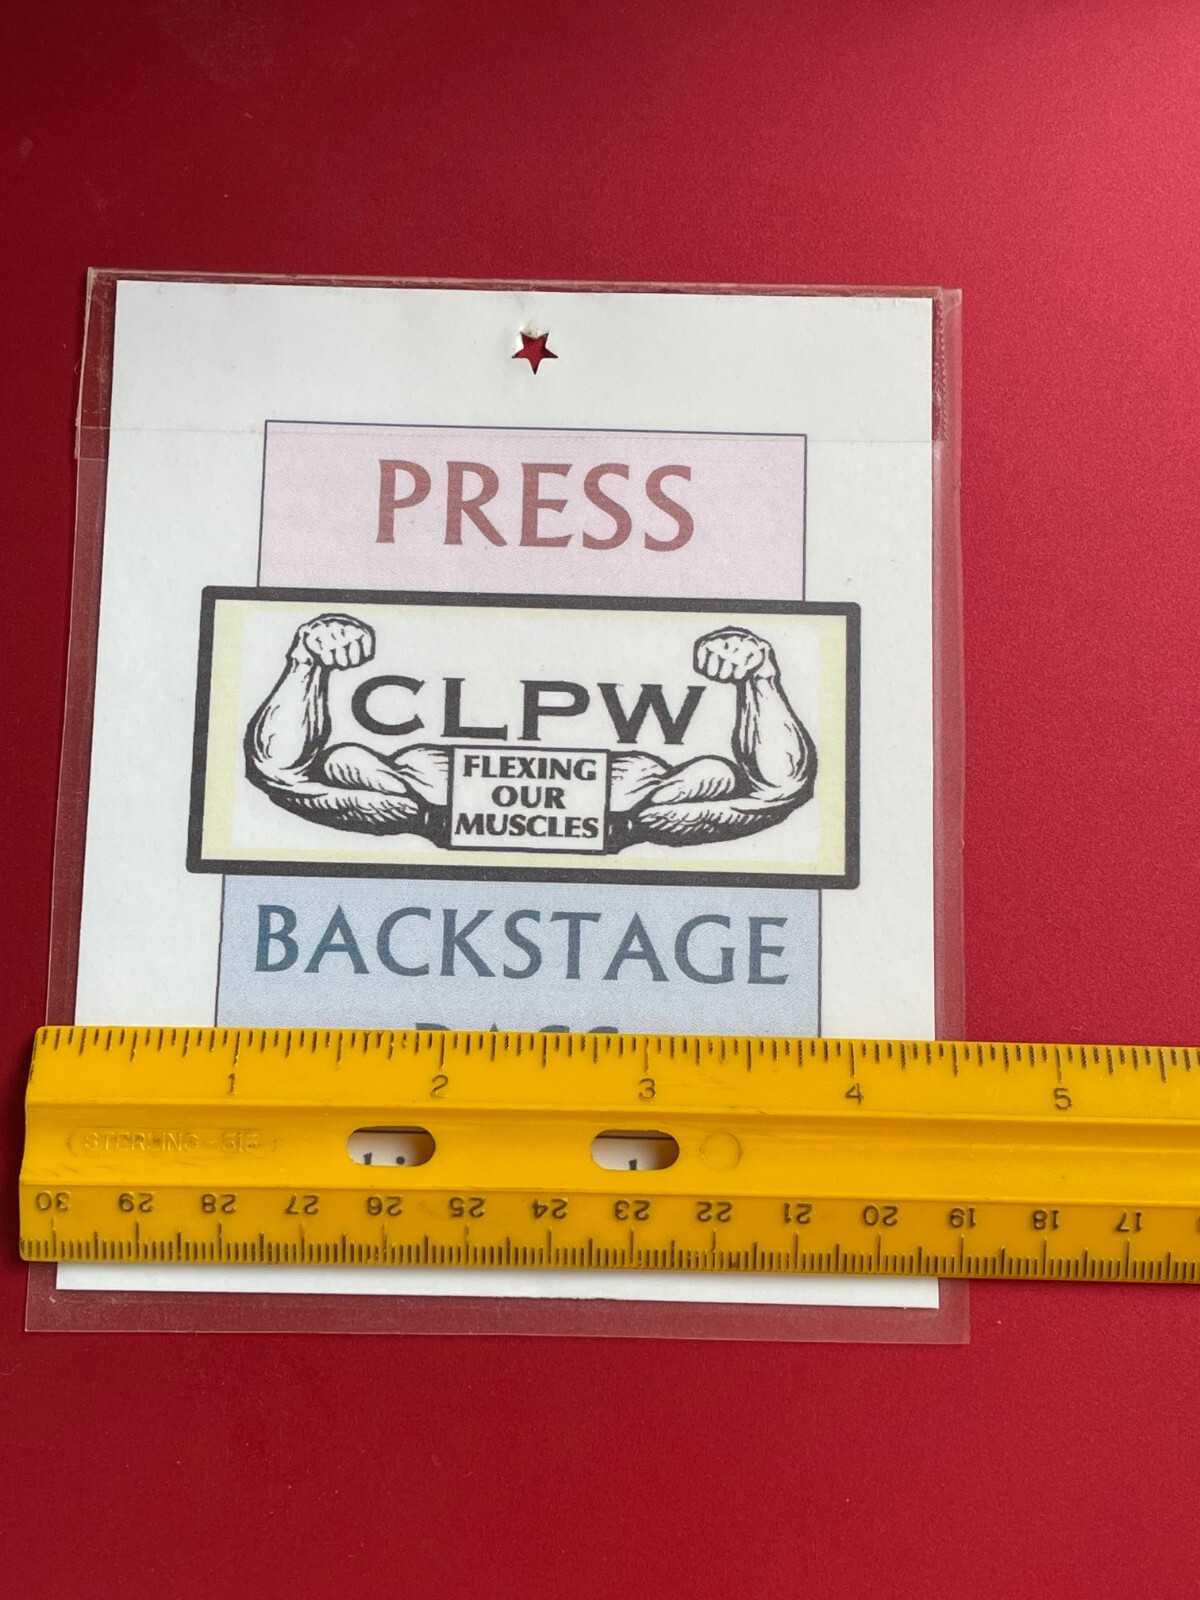 PRESS
CLPW
FLEXING
OUR
MUSCLES
BACKSTAGE
1 2 3 4 5
STERLING - 515
30 29 28 27 26 25 24 23 22 21 20 19 18 17